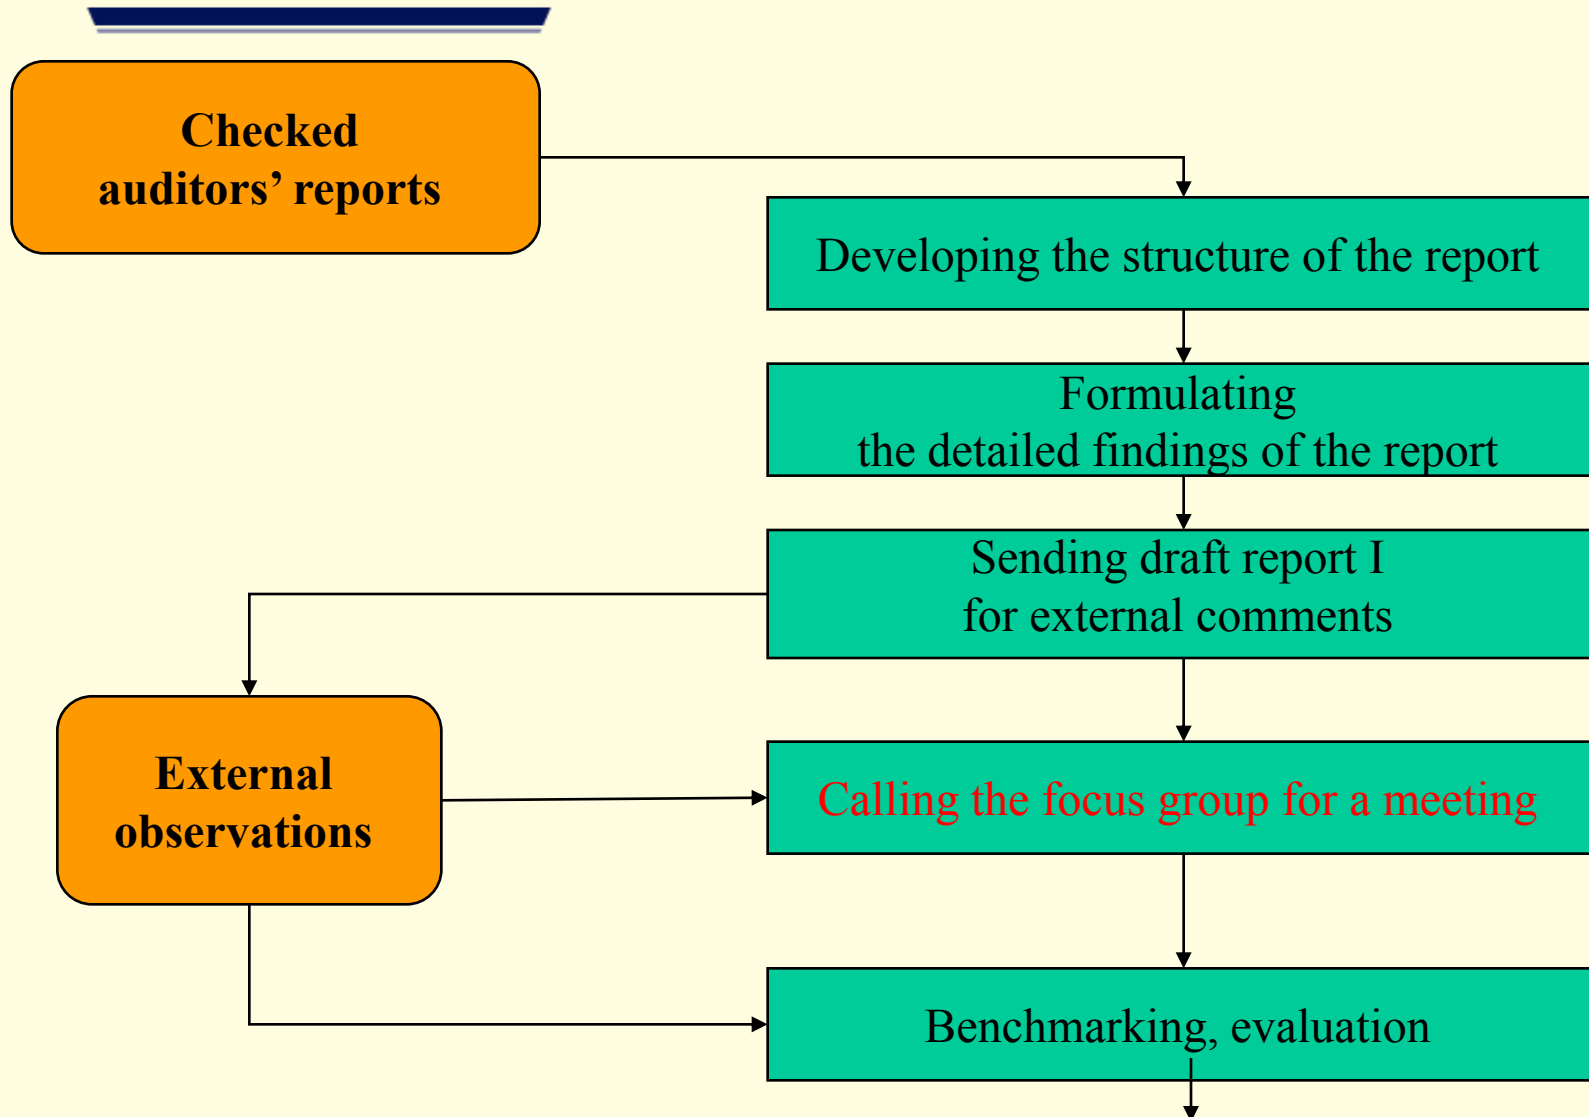 Checked
auditors’ reports
Developing the structure of the report
Formulating
the detailed findings of the report
Sending draft report I
for external comments
External
observations
Calling the focus group for a meeting
Benchmarking, evaluation